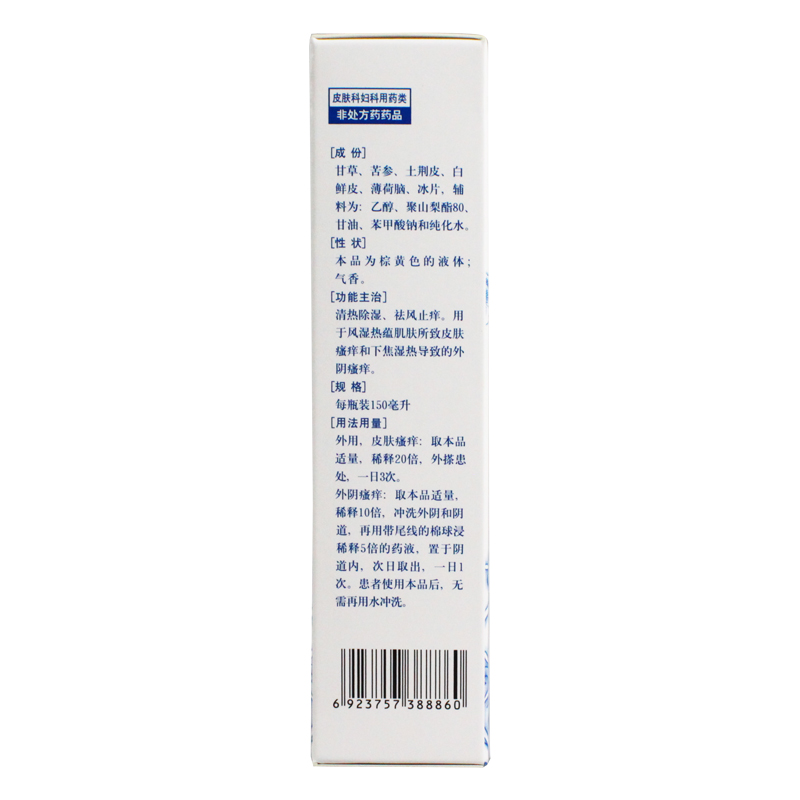 皮肤科妇科用药类
非处方药药品
[成 份]
甘草、苦参、土荆皮、白
鲜皮、薄荷脑、冰片，辅
料为：乙醇、聚山梨酯80、
甘油、苯甲酸钠和纯化水。
[性 状]
本品为棕黄色的液体；
气香。
[功能主治]
清热除湿、祛风止痒。用
于风湿热蕴肌肤所致皮肤
瘙痒和下焦湿热导致的外
阴瘙痒。
[规 格]
每瓶装150毫升
[用法用量]
外用，皮肤瘙痒：取本品
适量，稀释20倍，外搽患
处，一日3次。
外阴瘙痒：取本品适量，
稀释10倍，冲洗外阴和阴
道，再用带尾线的棉球浸
稀释5倍的药液，置于阴
道内，次日取出，一日1
次。患者使用本品后，无
需再用水冲洗。
6 923757 388860